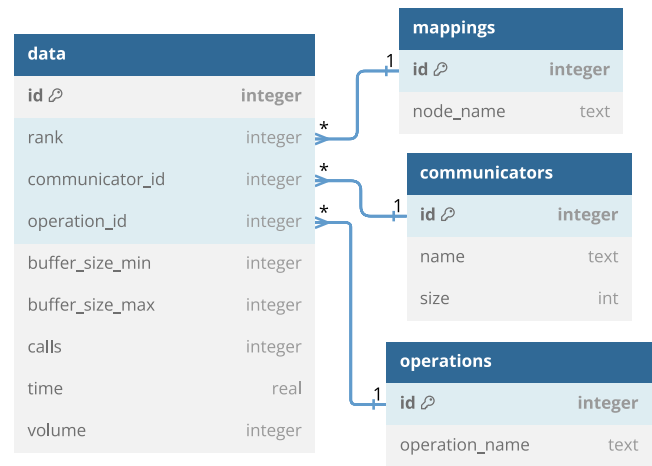 data
id integer
rank integer
communicator_id integer
operation_id integer
buffer_size_min integer
buffer_size_max integer
calls integer
time real
volume integer
*
*
*
1
1
1
mappings
id integer
node_name text
communicators
id integer
name text
size int
operations
id integer
operation_name text